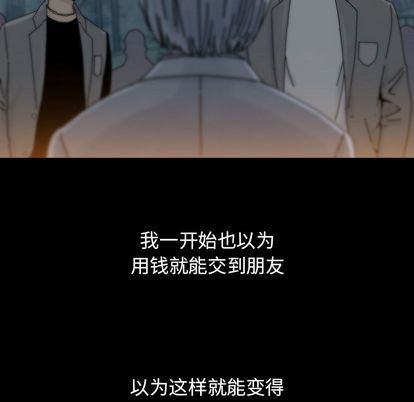 我一开始也以为
用钱就能交到朋友
以为这样就能变得